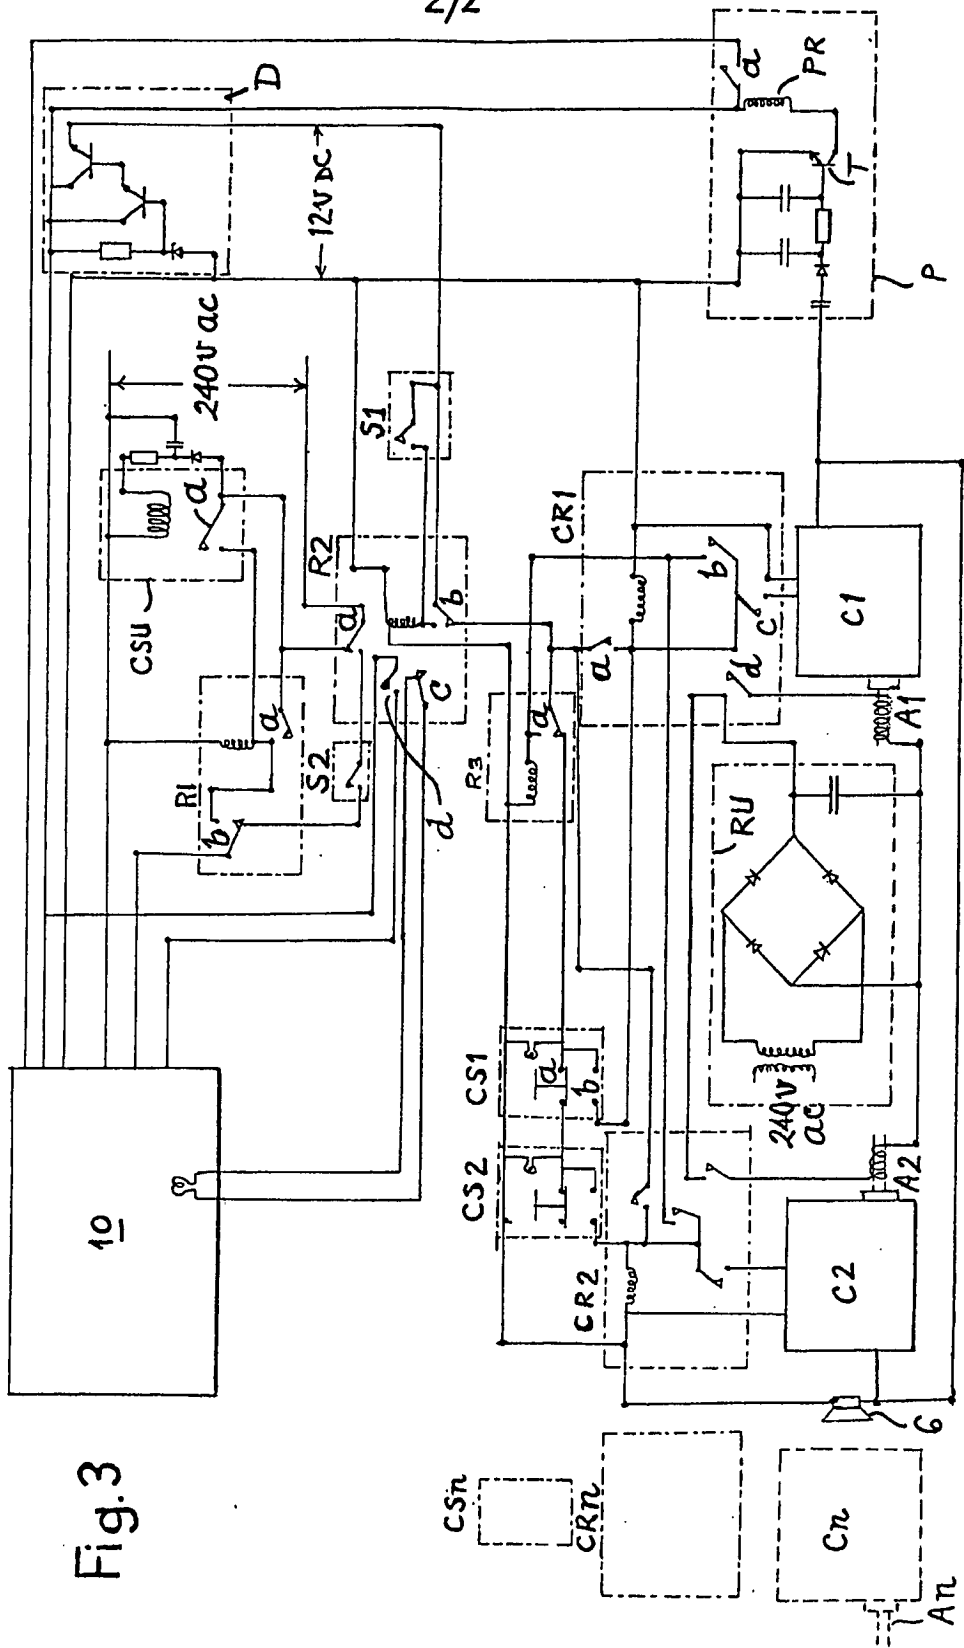 2/2
D
12V DC
240V ac
a
PR
T
P
S1
CSU
a
R2
a
b
c
d
R1
a
b
S2
CR1
a
b
c
d
R3
a
C1
A1
RU
240V
ac
10
CS1
a
b
CS2
CR2
A2
C2
6
Fig.3
CSn
CRn
Cn
An